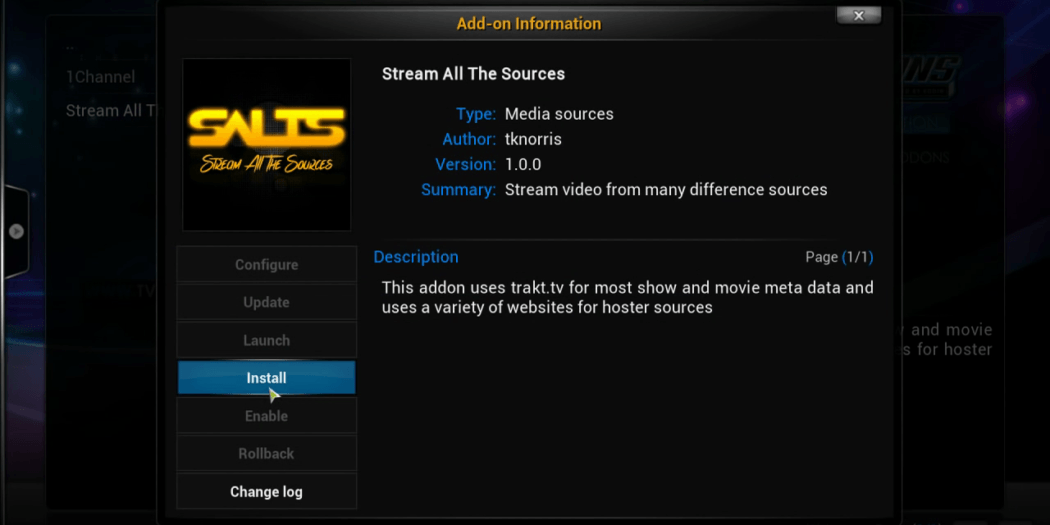 Add-on Information
..
1Channel
Stream All T
SALTS
Stream All The Sources
Stream All The Sources
Type: Media sources
Author: tknorris
Version: 1.0.0
Summary: Stream video from many difference sources
Configure
Update
Launch
Install
Enable
Rollback
Change log
Description
Page (1/1)
This addon uses trakt.tv for most show and movie meta data and
uses a variety of websites for hoster sources
TV
and movie
s for hoster